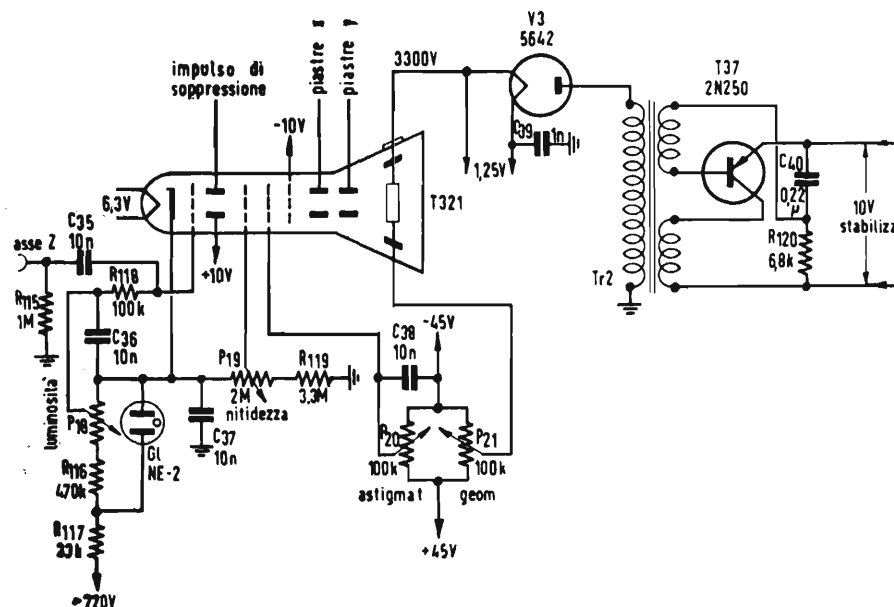 V3
5642
T37
2N250
impulso di
soppressione
piastre x
piastre y
3300V
-10V
C39
1n
1,25V
T321
6,3V
C40
0,22
µ
10V
stabilizz
R120
6,8k
Tr2
C35
10n
asse Z
+10V
R118
100k
R115
1M
C36
10n
C38
10n
-45V
P19
2M
nitidezza
R119
3,3M
luminosità
P18
C37
10n
P20
100k
P21
100k
Gl
NE-2
R116
470k
astigmat
geom
R117
+45V